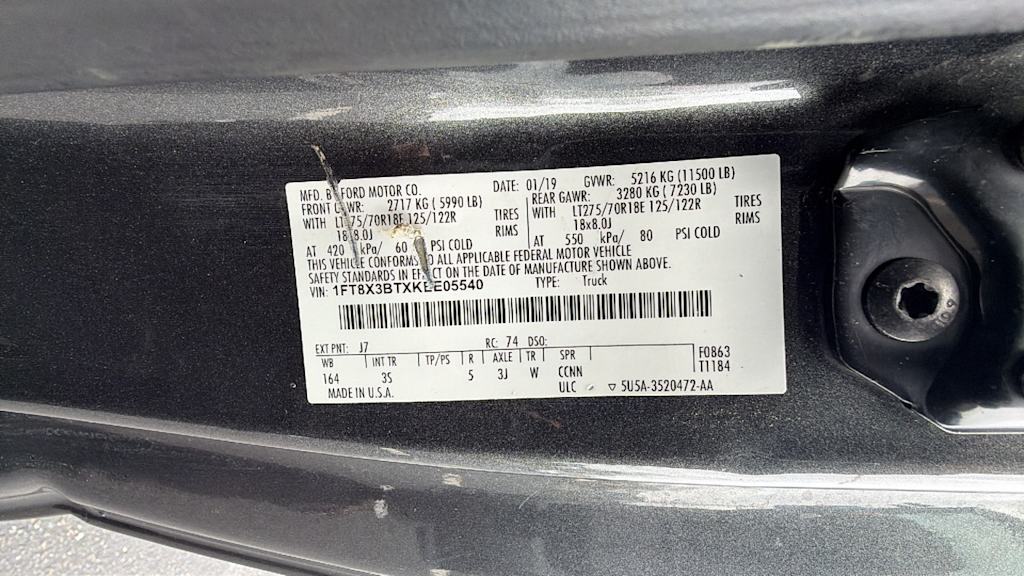 MFD. BY FORD MOTOR CO. DATE: 01/19 GVWR: 5216 KG (11500 LB)
FRONT GAWR: 2717 KG ( 5990 LB) REAR GAWR: 3280 KG ( 7230 LB)
WITH LT275/70R18E 125/122R TIRES WITH LT275/70R18E 125/122R TIRES
18x8.0J RIMS 18x8.0J RIMS
AT 420 kPa/ 60 PSI COLD AT 550 kPa/ 80 PSI COLD
THIS VEHICLE CONFORMS TO ALL APPLICABLE FEDERAL MOTOR VEHICLE
SAFETY STANDARDS IN EFFECT ON THE DATE OF MANUFACTURE SHOWN ABOVE.
VIN: 1FT8X3BTXKEE05540 TYPE: Truck
EXT PNT: J7 RC: 74 DSO:
WB INT TR TP/PS R AXLE TR SPR F0863
164 3S 5 3J W CCNN T1184
MADE IN U.S.A. ULC ▽ 5U5A-3520472-AA